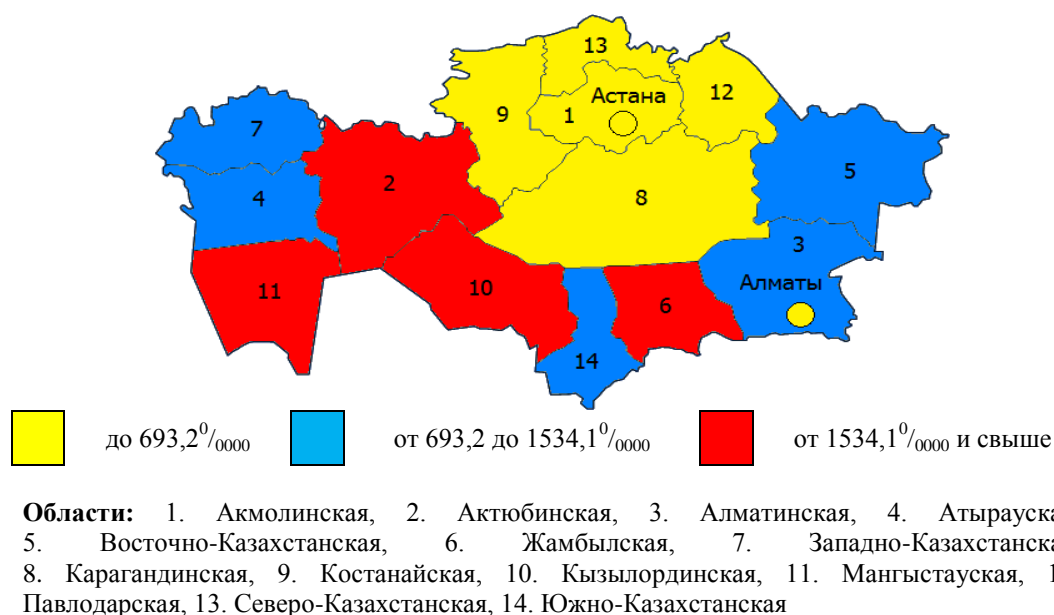 13
Астана
12
9
1
7
5
2
4
8
3
Алматы
11
10
6
14
до 693,2⁰/₀₀₀₀
от 693,2 до 1534,1⁰/₀₀₀₀
от 1534,1⁰/₀₀₀₀ и свыше
Области: 1. Акмолинская, 2. Актюбинская, 3. Алматинская, 4.
5. Восточно-Казахстанская, 6. Жамбылская, 7.
8. Карагандинская, 9. Костанайская, 10. Кызылординская, 11. Мангыстауская,
Павлодарская, 13. Северо-Казахстанская, 14. Южно-Казахстанская